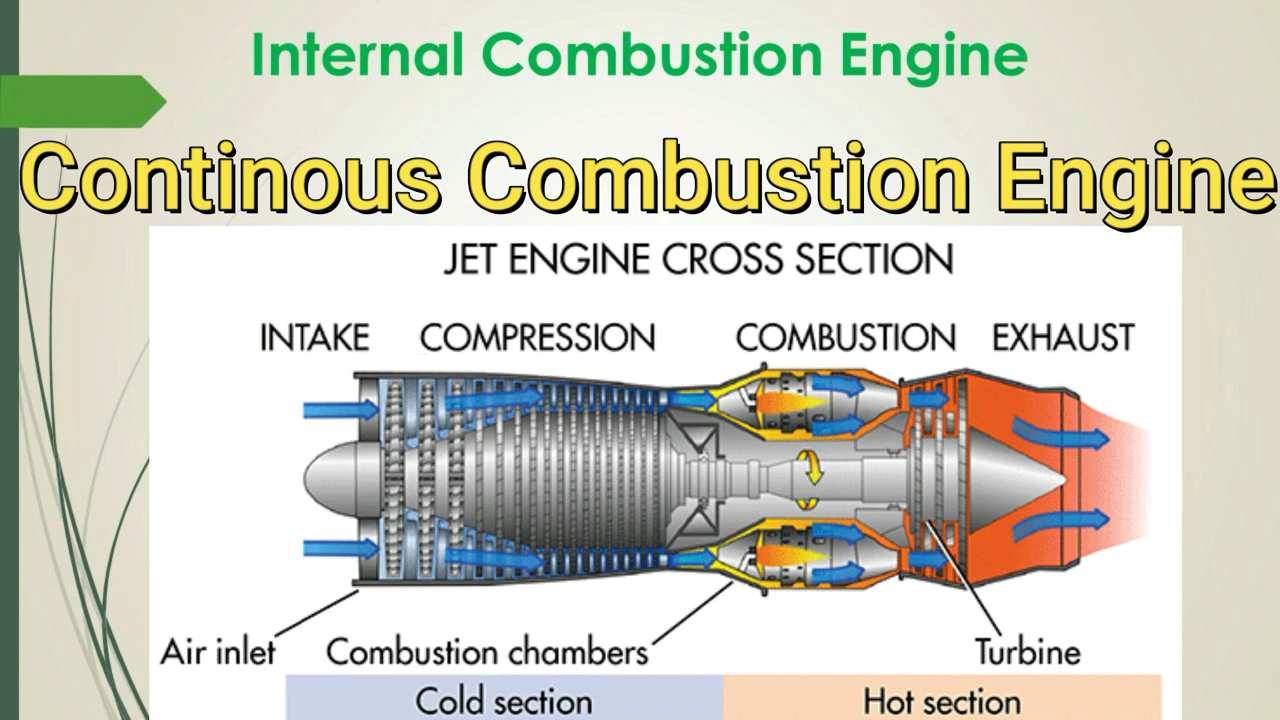 Internal Combustion Engine
Continous Combustion Engine
JET ENGINE CROSS SECTION
INTAKE COMPRESSION COMBUSTION EXHAUST
Air inlet Combustion chambers Turbine
Cold section Hot section